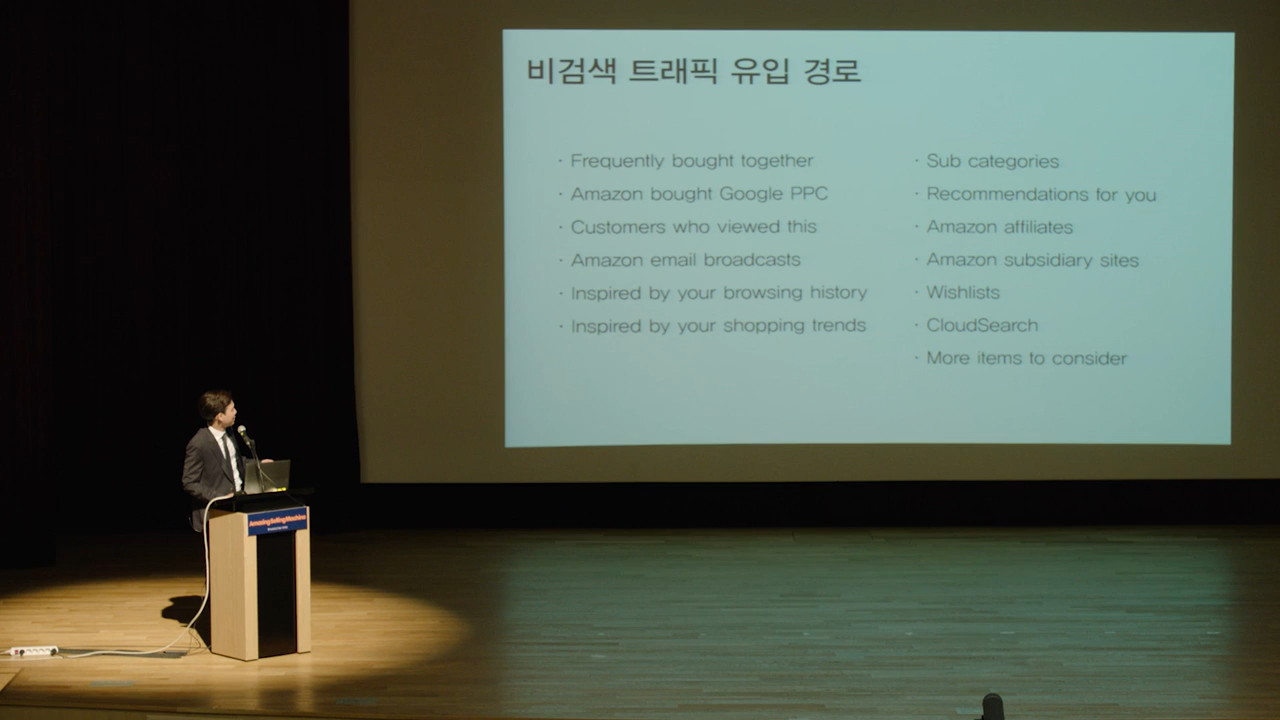 비검색 트래픽 유입 경로
· Frequently bought together
· Amazon bought Google PPC
· Customers who viewed this
· Amazon email broadcasts
· Inspired by your browsing history
· Inspired by your shopping trends
· Sub categories
· Recommendations for you
· Amazon affiliates
· Amazon subsidiary sites
· Wishlists
· CloudSearch
· More items to consider
AmazingSellingMachine